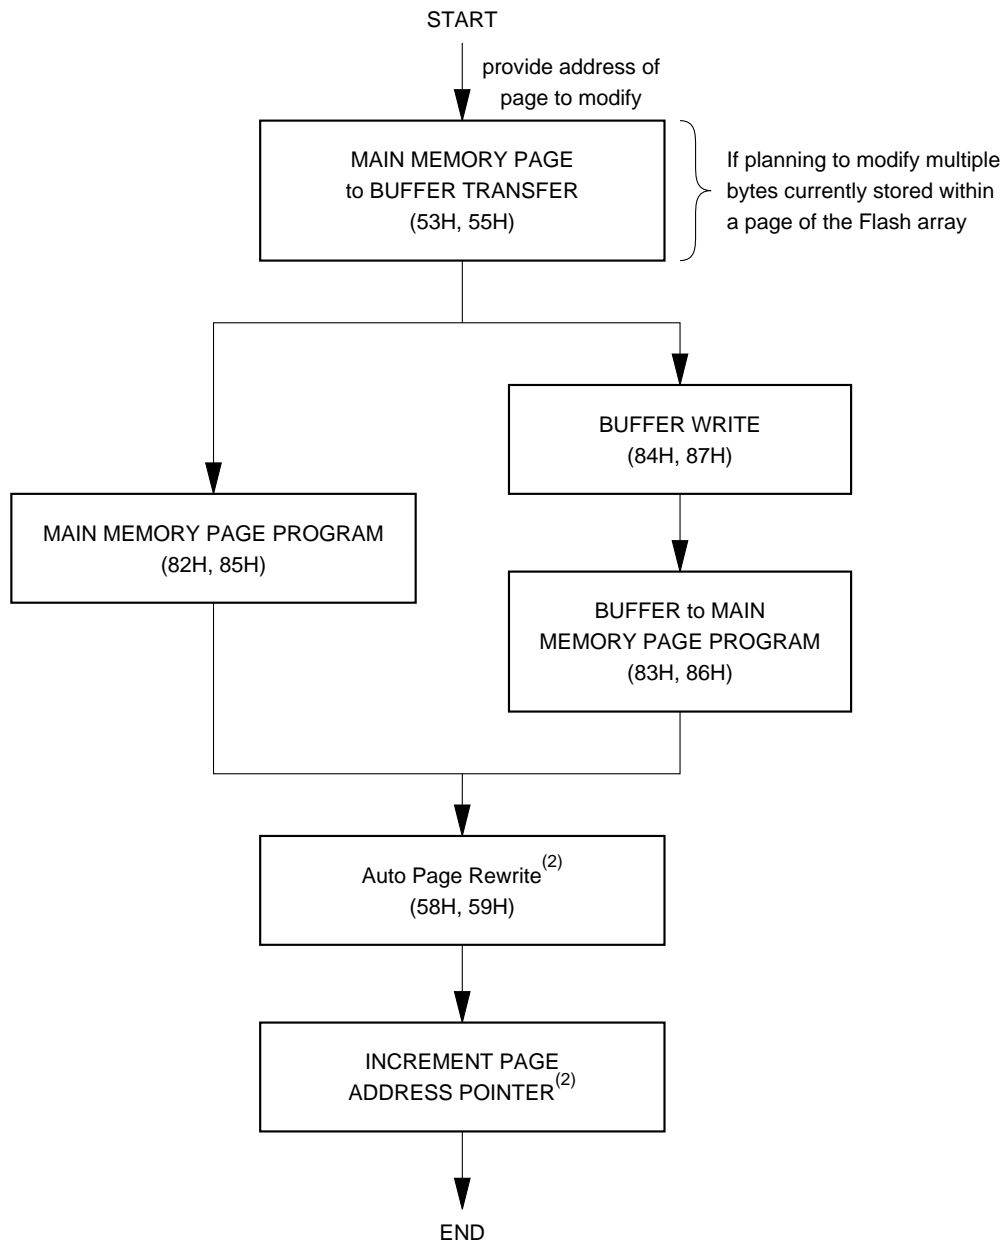 START
provide address of
page to modify
MAIN MEMORY PAGE
to BUFFER TRANSFER
(53H, 55H)
If planning to modify multiple
bytes currently stored within
a page of the Flash array
BUFFER WRITE
(84H, 87H)
MAIN MEMORY PAGE PROGRAM
(82H, 85H)
BUFFER to MAIN
MEMORY PAGE PROGRAM
(83H, 86H)
Auto Page Rewrite(2)
(58H, 59H)
INCREMENT PAGE
ADDRESS POINTER(2)
END